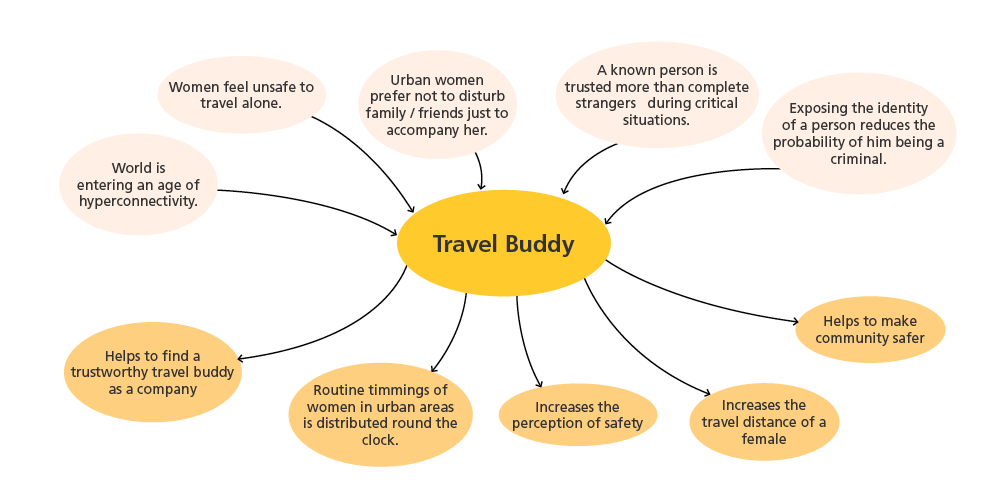 Women feel unsafe to
travel alone.
Urban women
prefer not to disturb
family / friends just to
accompany her.
A known person is
trusted more than complete
strangers during critical
situations.
Exposing the identity
of a person reduces the
probability of him being a
criminal.
World is
entering an age of
hyperconnectivity.
Travel Buddy
Helps to find a
trustworthy travel buddy
as a company
Routine timmings of
women in urban areas
is distributed round the
clock.
Increases the
perception of safety
Increases the
travel distance of a
female
Helps to make
community safer